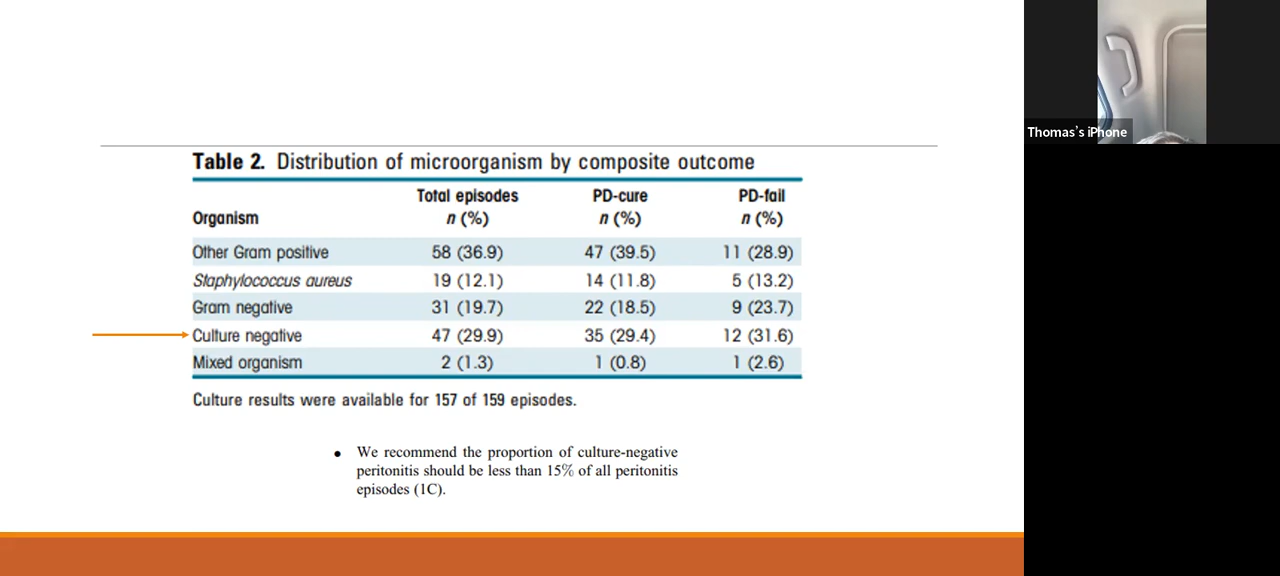 Thomas's iPhone
Table 2. Distribution of microorganism by composite outcome
Total episodes PD-cure PD-fail
Organism n (%) n (%) n (%)
Other Gram positive 58 (36.9) 47 (39.5) 11 (28.9)
Staphylococcus aureus 19 (12.1) 14 (11.8) 5 (13.2)
Gram negative 31 (19.7) 22 (18.5) 9 (23.7)
Culture negative 47 (29.9) 35 (29.4) 12 (31.6)
Mixed organism 2 (1.3) 1 (0.8) 1 (2.6)
Culture results were available for 157 of 159 episodes.
• We recommend the proportion of culture-negative
peritonitis should be less than 15% of all peritonitis
episodes (1C).